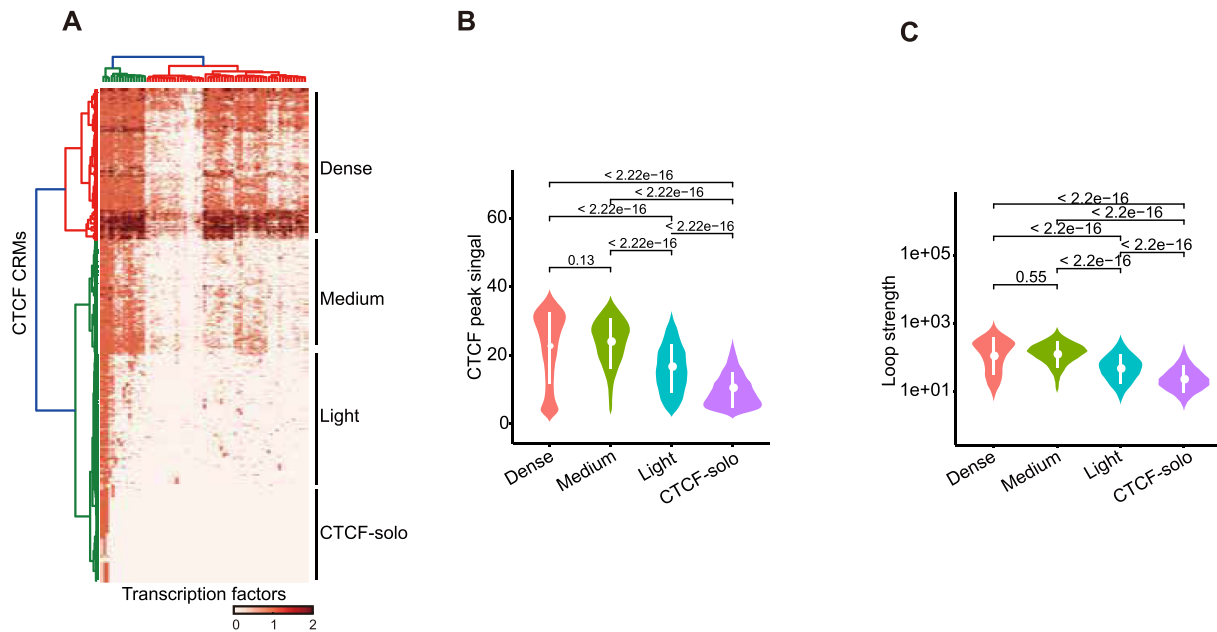 A
CTCF CRMs
Dense
Medium
Light
CTCF-solo
Transcription factors
0 1 2
B
CTCF peak singal
60
40
20
0
< 2.22e−16
< 2.22e−16
< 2.22e−16
< 2.22e−16
< 2.22e−16
0.13
Dense
Medium
Light
CTCF-solo
C
Loop strength
1e+05
1e+03
1e+01
< 2.2e−16
< 2.2e−16
< 2.2e−16
< 2.2e−16
< 2.2e−16
0.55
Dense
Medium
Light
CTCF-solo